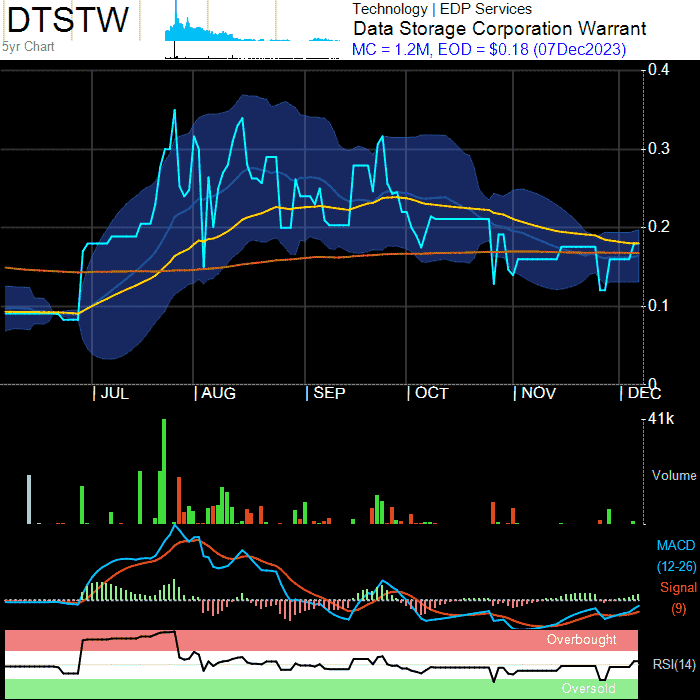 DTSTW
5yr Chart
Technology | EDP Services
Data Storage Corporation Warrant
MC = 1.2M, EOD = $0.18 (07Dec2023)
0.4
0.3
0.2
0.1
0
| JUL | AUG | SEP | OCT | NOV | DEC
41k
Volume
MACD
(12-26)
Signal
(9)
Overbought
RSI(14)
Oversold